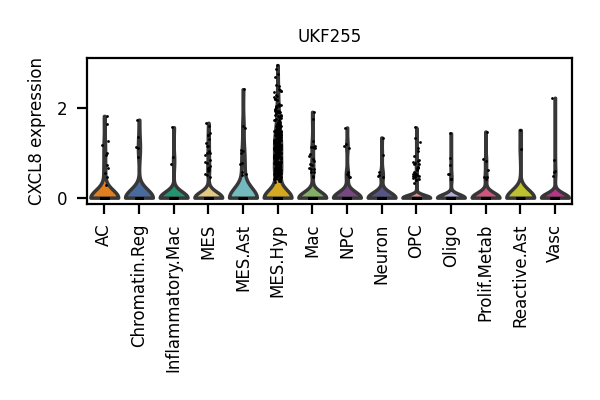 UKF255
CXCL8 expression
2
0
AC
Chromatin.Reg
Inflammatory.Mac
MES
MES.Ast
MES.Hyp
Mac
NPC
Neuron
OPC
Oligo
Prolif.Metab
Reactive.Ast
Vasc